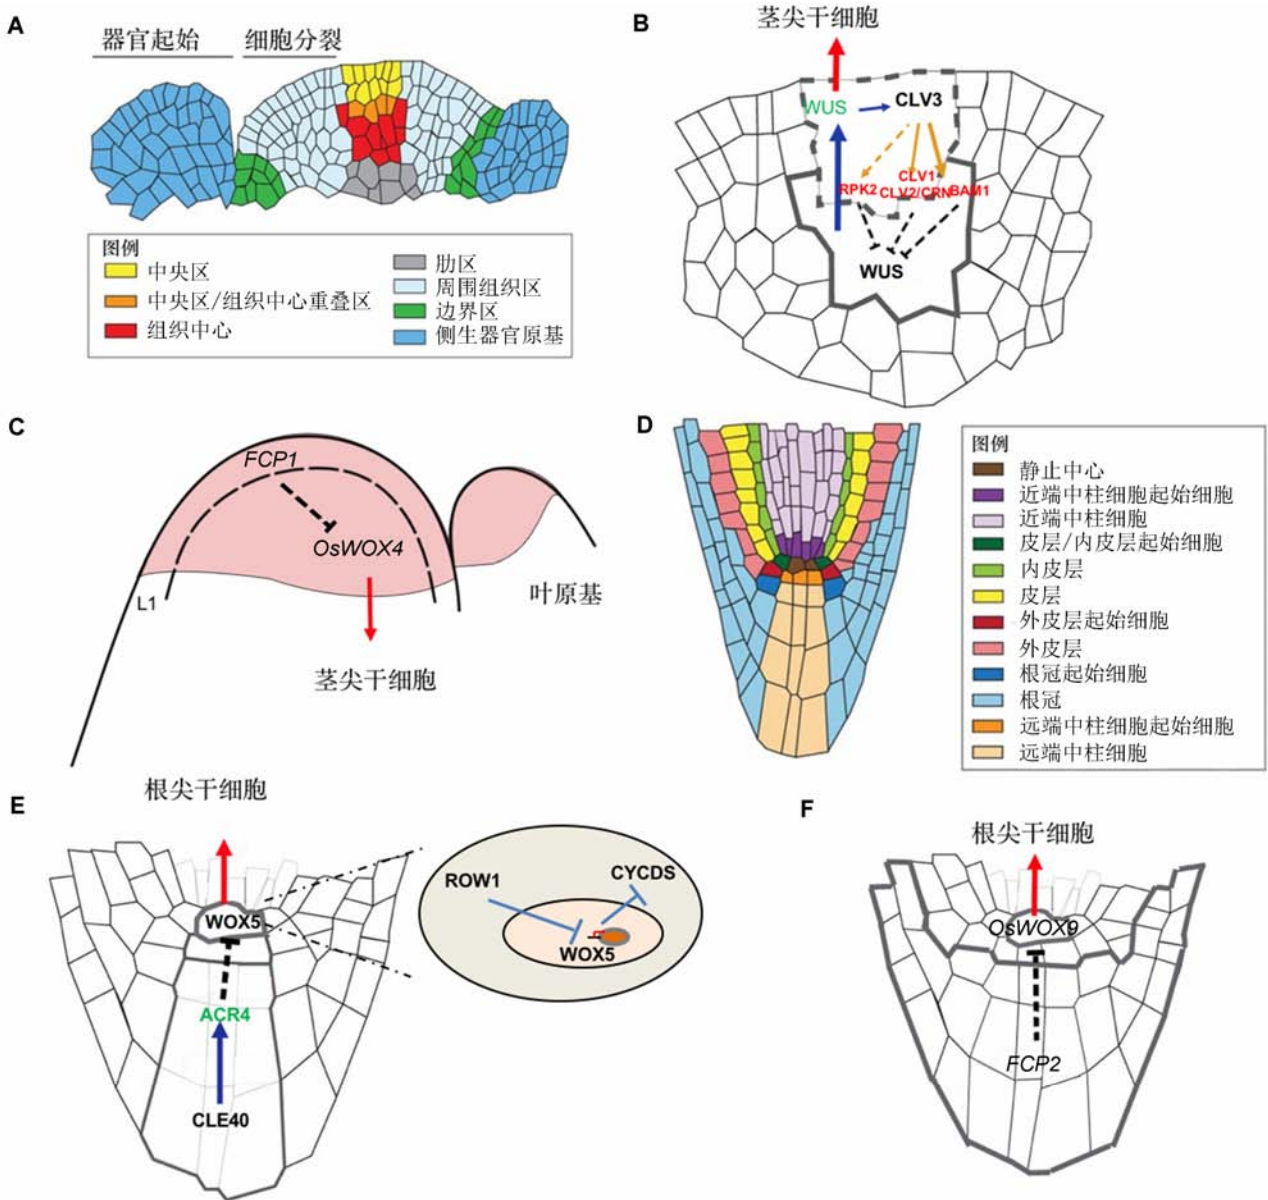 A
器官起始
细胞分裂
图例
中央区
中央区/组织中心重叠区
组织中心
肋区
周围组织区
边界区
侧生器官原基
B
茎尖干细胞
WUS
CLV3
RPK2
CLV1
CLV2/CRN
BAM1
WUS
C
FCP1
OsWOX4
L1
叶原基
茎尖干细胞
D
图例
静止中心
近端中柱细胞起始细胞
近端中柱细胞
皮层/内皮层起始细胞
内皮层
皮层
外皮层起始细胞
外皮层
根冠起始细胞
根冠
远端中柱细胞起始细胞
远端中柱细胞
E
根尖干细胞
WOX5
ACR4
CLE40
ROW1
CYCDS
WOX5
F
根尖干细胞
OsWOX9
FCP2